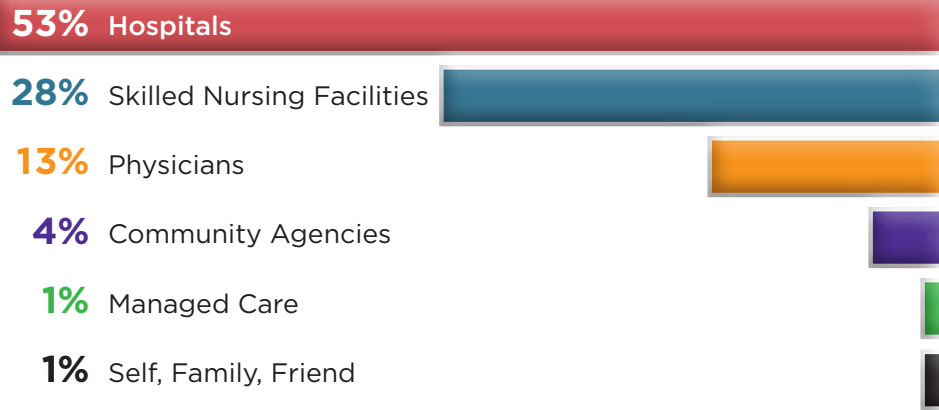 53% Hospitals
28% Skilled Nursing Facilities
13% Physicians
4% Community Agencies
1% Managed Care
1% Self, Family, Friend